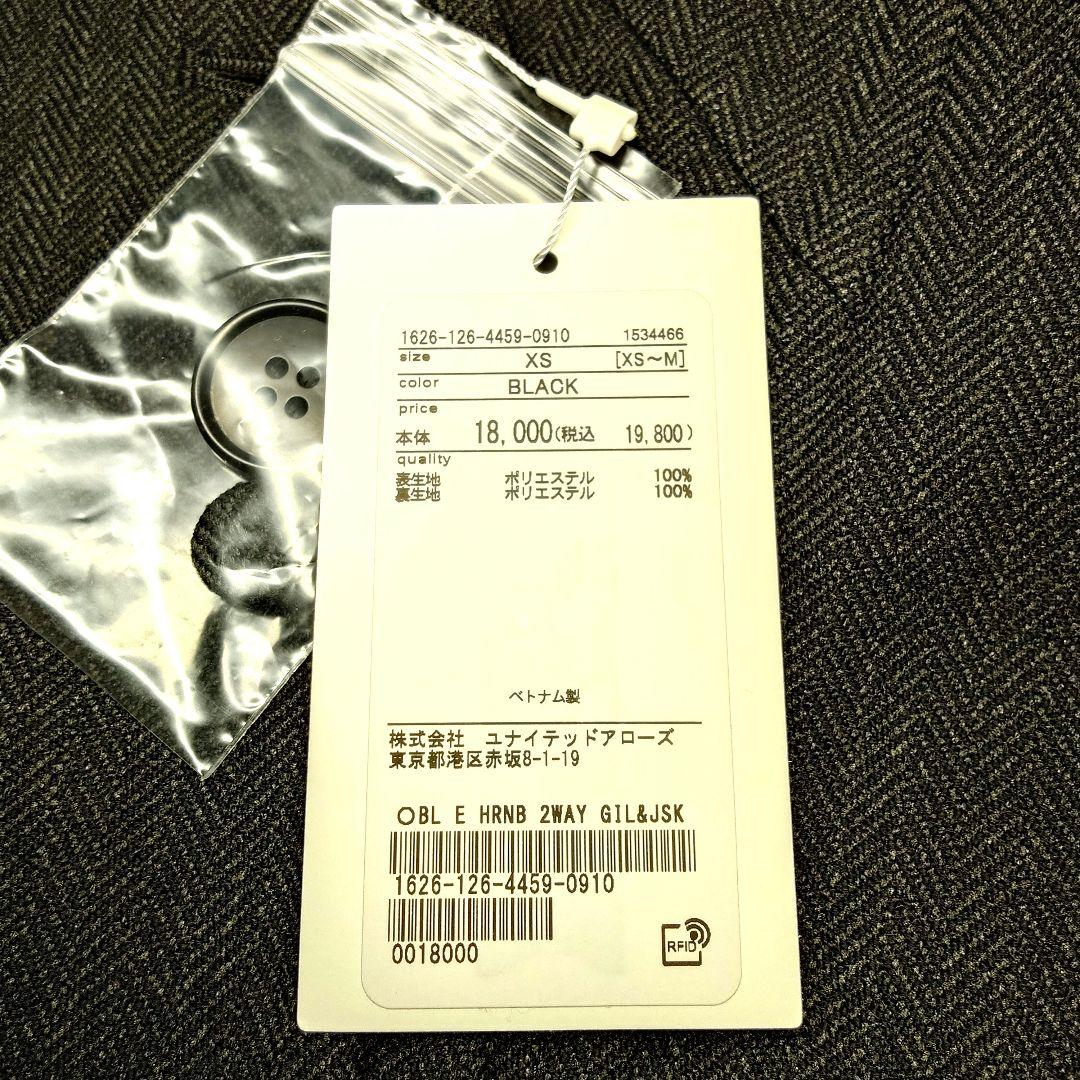 1626-126-4459-0910 1534466
size XS [XS～M]
color BLACK
price
本体 18,000(税込 19,800)
quality
表生地 ポリエステル 100%
裏生地 ポリエステル 100%
ベトナム製
株式会社 ユナイテッドアローズ
東京都港区赤坂8-1-19
〇BL E HRNB 2WAY GIL&JSK
1626-126-4459-0910
0018000
RFID